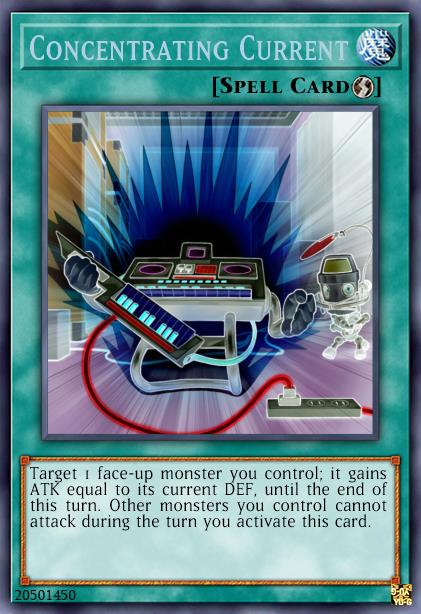 CONCENTRATING CURRENT 魔
[SPELL CARD]
Target 1 face-up monster you control; it gains
ATK equal to its current DEF, until the end of
this turn. Other monsters you control cannot
attack during the turn you activate this card.
20501450